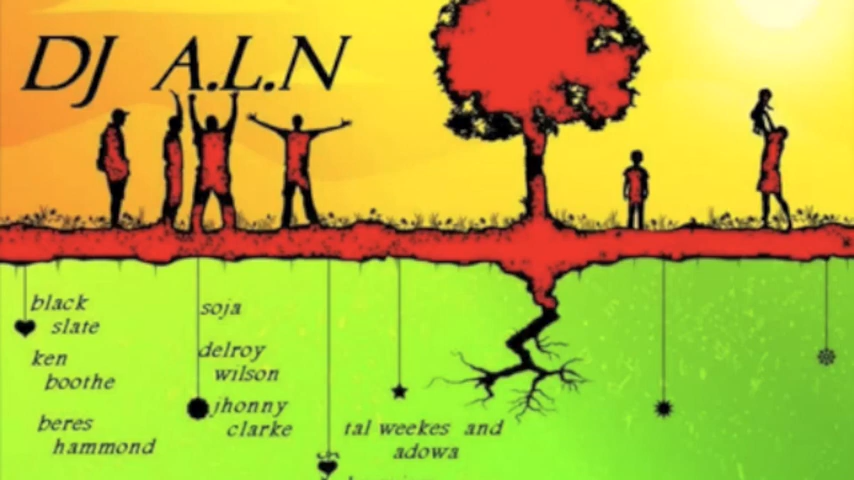 DJ A.L.N
black
slate
ken
boothe
beres
hammond
soja
delroy
wilson
jhonny
clarke
tal weekes and
adowa